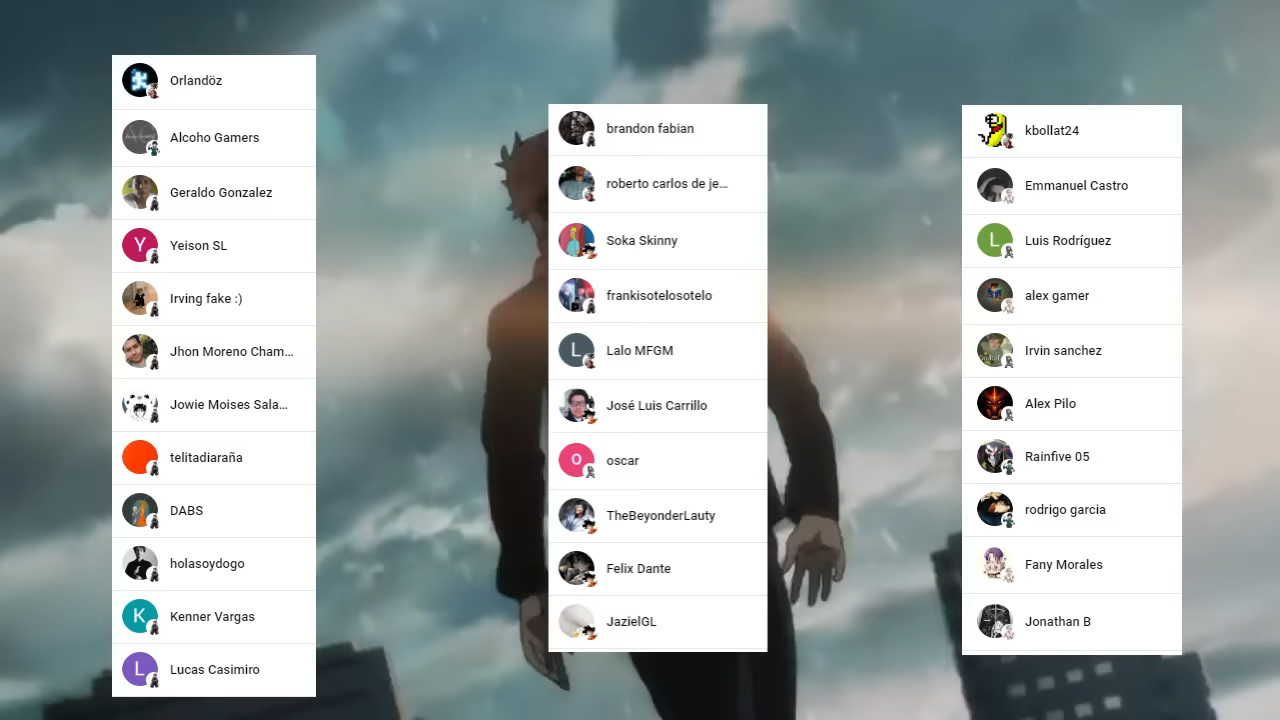 Orlandöz
Alcoho Gamers
Geraldo Gonzalez
Y
Yeison SL
Irving fake :)
Jhon Moreno Cham…
Jowie Moises Sala…
telitadiaraña
DABS
holasoydogo
K
Kenner Vargas
L
Lucas Casimiro
brandon fabian
roberto carlos de je…
Soka Skinny
frankisotelosotelo
L
Lalo MFGM
José Luis Carrillo
o
oscar
TheBeyonderLauty
Felix Dante
JazielGL
kbollat24
Emmanuel Castro
L
Luis Rodríguez
alex gamer
Irvin sanchez
Alex Pilo
Rainfive 05
rodrigo garcia
Fany Morales
Jonathan B